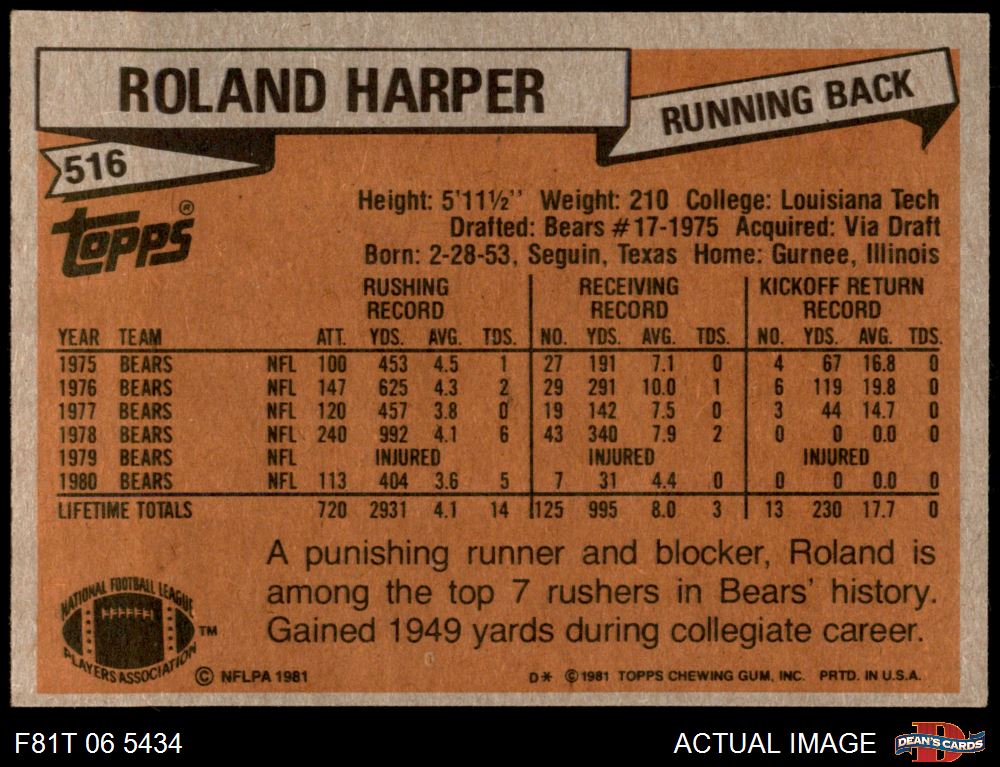 ROLAND HARPER
RUNNING BACK
516
topps®
Height: 5'11½'' Weight: 210 College: Louisiana Tech
Drafted: Bears #17-1975 Acquired: Via Draft
Born: 2-28-53, Seguin, Texas Home: Gurnee, Illinois
RUSHING RECORD RECEIVING RECORD KICKOFF RETURN RECORD
YEAR TEAM ATT. YDS. AVG. TDS. NO. YDS. AVG. TDS. NO. YDS. AVG. TDS.
1975 BEARS NFL 100 453 4.5 1 27 191 7.1 0 4 67 16.8 0
1976 BEARS NFL 147 625 4.3 2 29 291 10.0 1 6 119 19.8 0
1977 BEARS NFL 120 457 3.8 0 19 142 7.5 0 3 44 14.7 0
1978 BEARS NFL 240 992 4.1 6 43 340 7.9 2 0 0 0.0 0
1979 BEARS NFL INJURED INJURED INJURED
1980 BEARS NFL 113 404 3.6 5 7 31 4.4 0 0 0 0.0 0
LIFETIME TOTALS 720 2931 4.1 14 125 995 8.0 3 13 230 17.7 0
A punishing runner and blocker, Roland is
among the top 7 rushers in Bears' history.
Gained 1949 yards during collegiate career.
NATIONAL FOOTBALL LEAGUE
PLAYERS ASSOCIATION
™
© NFLPA 1981
D* ©1981 TOPPS CHEWING GUM, INC. PRTD. IN U.S.A.
F81T 06 5434
ACTUAL IMAGE
D
DEAN'S CARDS